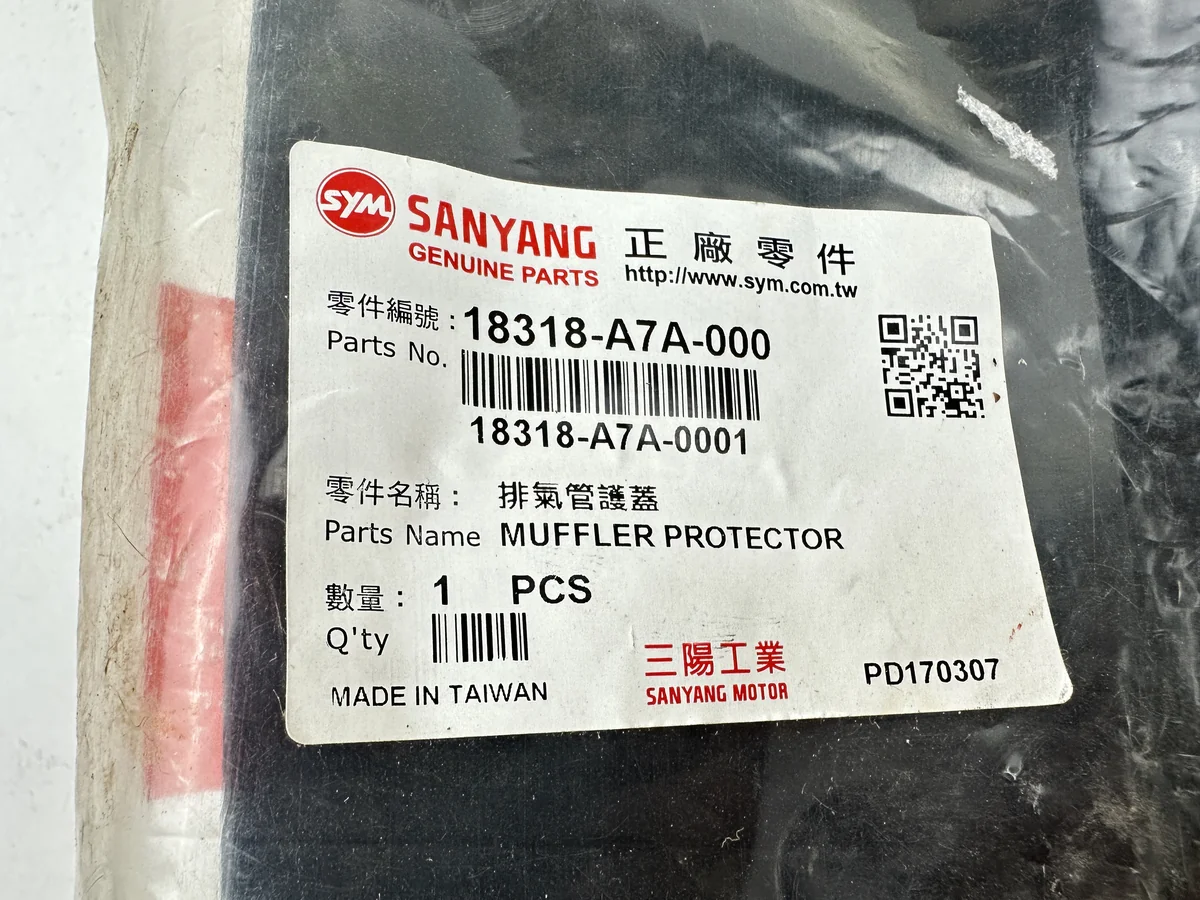 SYM SANYANG 正廠零件
GENUINE PARTS http://www.sym.com.tw
零件編號 : 18318-A7A-000
Parts No.
18318-A7A-0001
零件名稱 : 排氣管護蓋
Parts Name MUFFLER PROTECTOR
數量 : 1 PCS
Q'ty
三陽工業
MADE IN TAIWAN SANYANG MOTOR PD170307